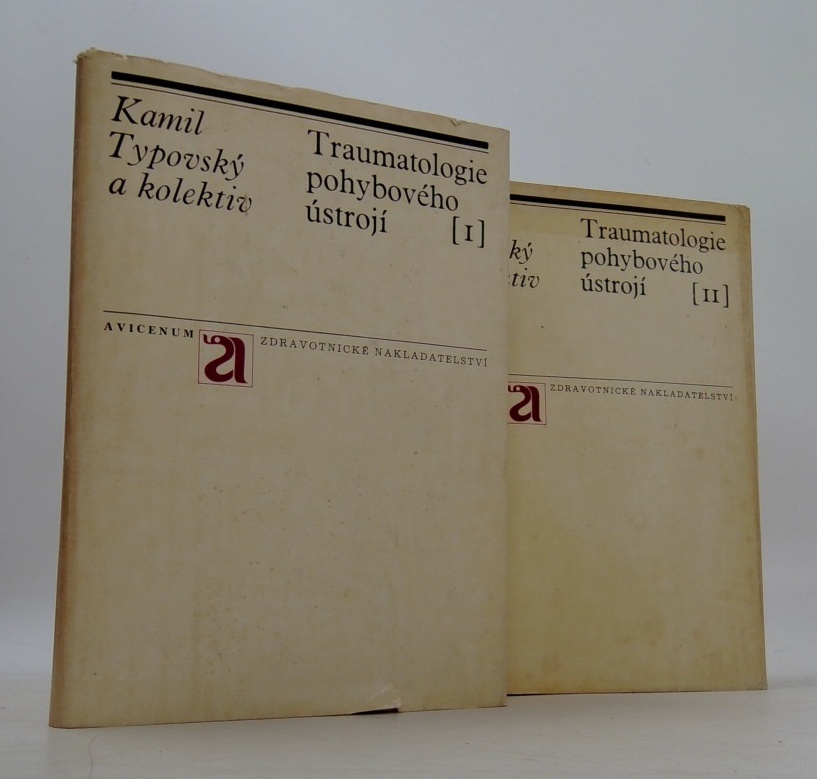 Kamil
Typovský
a kolektiv
Traumatologie
pohybového
ústrojí [I]
AVICENUM
ZDRAVOTNICKÉ NAKLADATELSTVÍ
ký
tiv
Traumatologie
pohybového
ústrojí [II]
ZDRAVOTNICKÉ NAKLADATELSTVÍ